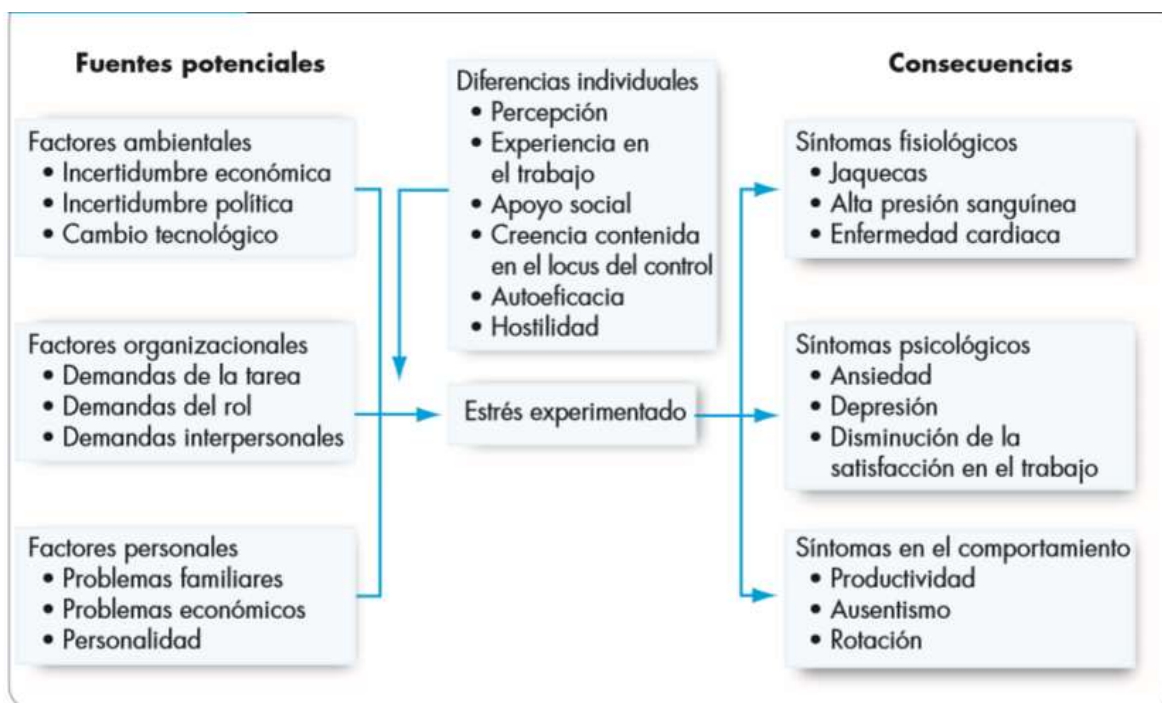 Fuentes potenciales
Factores ambientales
• Incertidumbre económica
• Incertidumbre política
• Cambio tecnológico
Factores organizacionales
• Demandas de la tarea
• Demandas del rol
• Demandas interpersonales
Factores personales
• Problemas familiares
• Problemas económicos
• Personalidad
Diferencias individuales
• Percepción
• Experiencia en
el trabajo
• Apoyo social
• Creencia contenida
en el locus del control
• Autoeficacia
• Hostilidad
Estrés experimentado
Consecuencias
Síntomas fisiológicos
• Jaquecas
• Alta presión sanguínea
• Enfermedad cardiaca
Síntomas psicológicos
• Ansiedad
• Depresión
• Disminución de la
satisfacción en el trabajo
Síntomas en el comportamiento
• Productividad
• Ausentismo
• Rotación